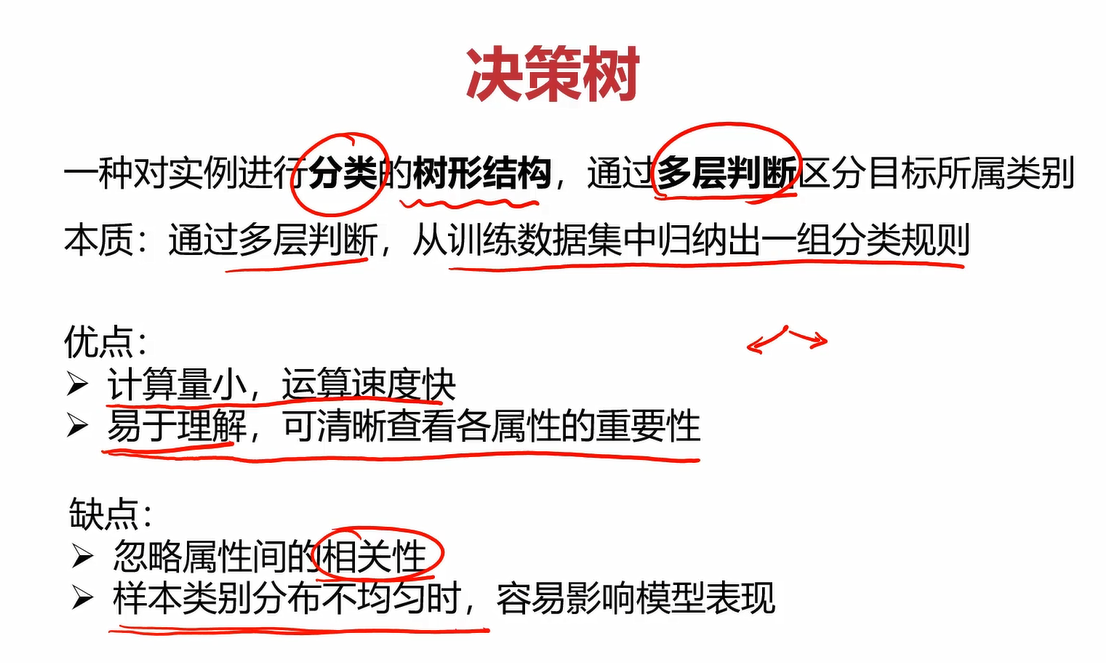 决策树
一种对实例进行分类的树形结构，通过多层判断区分目标所属类别
本质：通过多层判断，从训练数据集中归纳出一组分类规则
优点：
➢ 计算量小，运算速度快
➢ 易于理解，可清晰查看各属性的重要性
缺点：
➢ 忽略属性间的相关性
➢ 样本类别分布不均匀时，容易影响模型表现